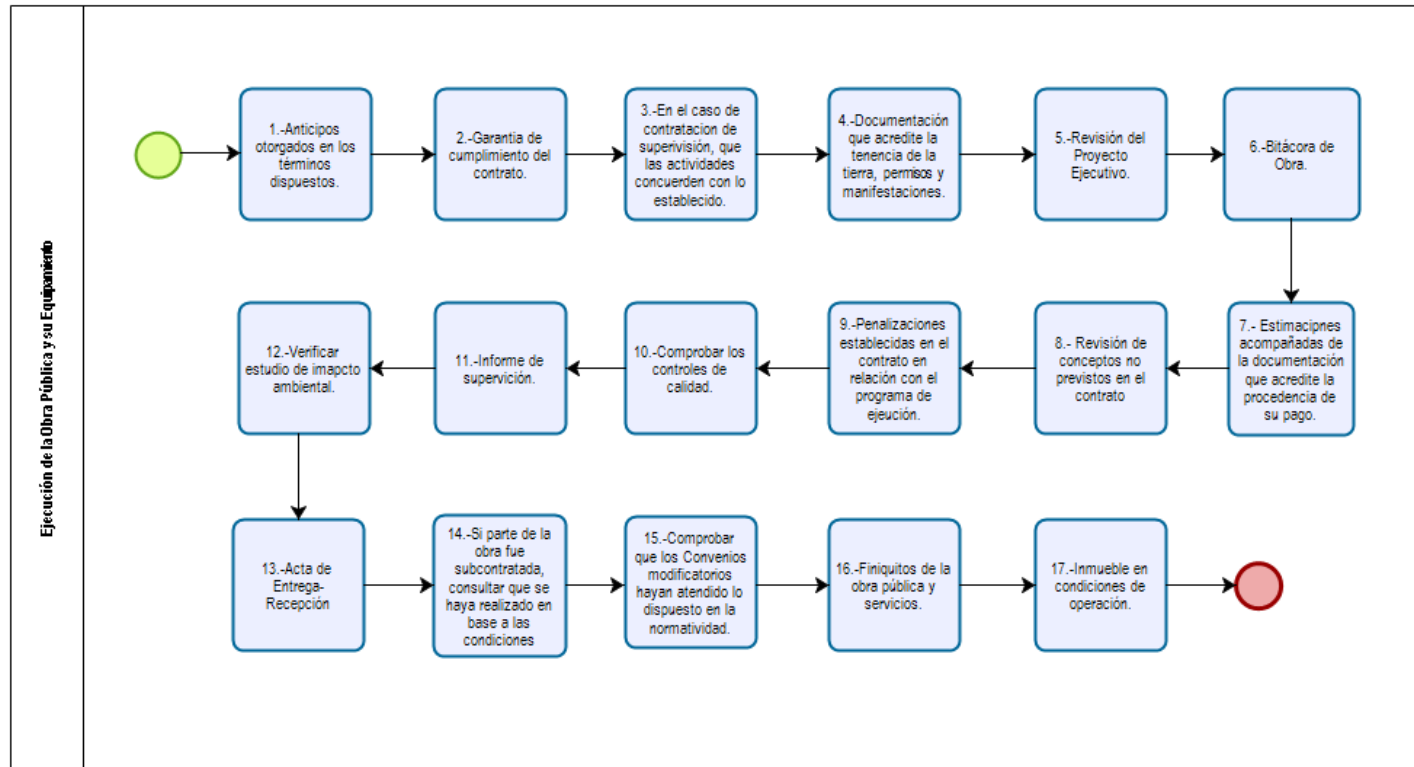 Ejecución de la Obra Pública y su Equipamiento
1.-Anticipos
otorgados en los
términos
dispuestos.
2.-Garantia de
cumplimiento del
contrato.
3.-En el caso de
contratacion de
superivisión, que
las actividades
concuerden con lo
establecido.
4.-Documentación
que acredite la
tenencia de la
tierra, permisos y
manifestaciones.
5.-Revisión del
Proyecto
Ejecutivo.
6.-Bitácora de
Obra.
7.- Estimacipnes
acompañadas de
la documentación
que acredite la
procedencia de
su pago.
8.- Revisión de
conceptos no
previstos en el
contrato
9.-Penalizaciones
establecidas en el
contrato en
relación con el
programa de
ejeución.
10.-Comprobar los
controles de
calidad.
11.-Informe de
supervición.
12.-Verificar
estudio de imapcto
ambiental.
13.-Acta de
Entrega-
Recepción
14.-Si parte de la
obra fue
subcontratada,
consultar que se
haya realizado en
base a las
condiciones
15.-Comprobar
que los Convenios
modificatorios
hayan atendido lo
dispuesto en la
normatividad.
16.-Finiquitos de la
obra pública y
servicios.
17.-Inmueble en
condiciones de
operación.